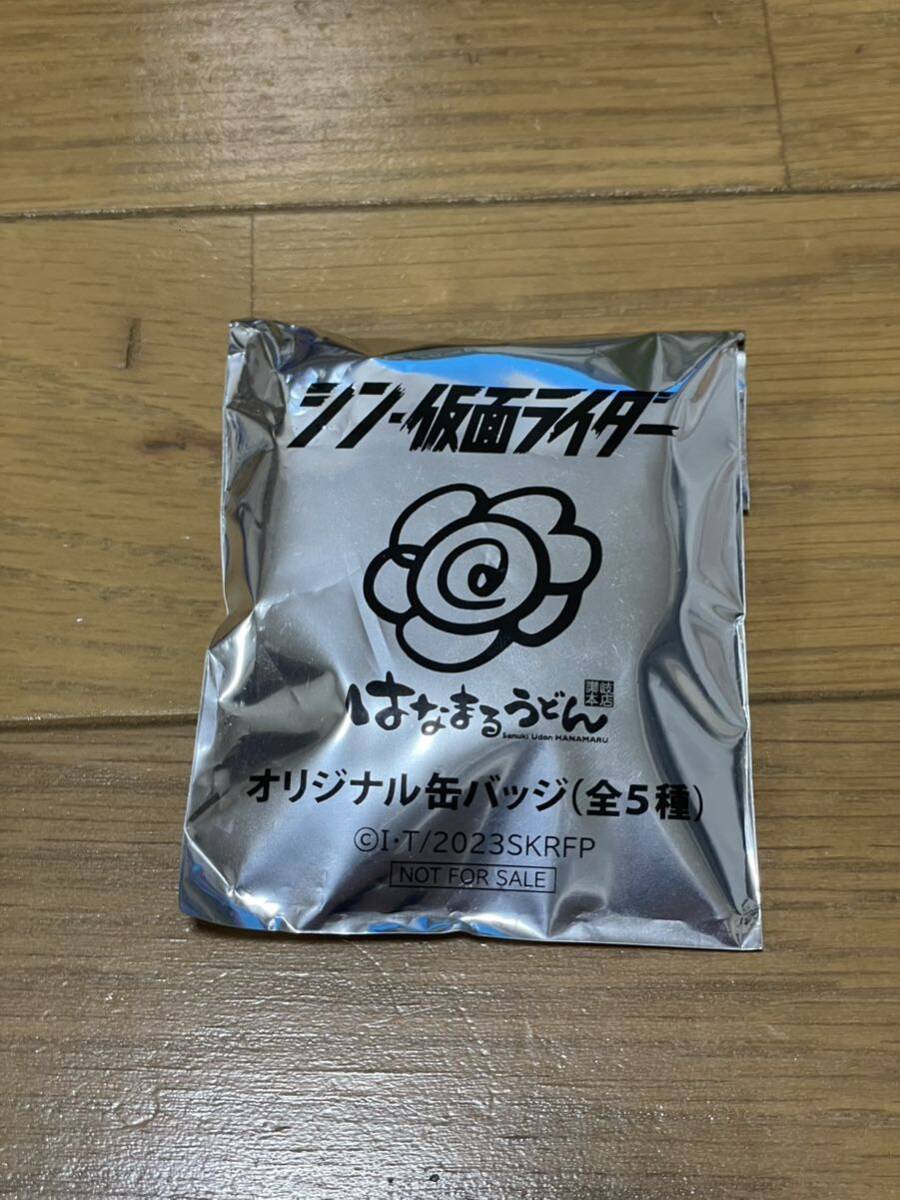 シン・仮面ライダー
はなまるうどん
讃岐
本店
Sanuki Udon HANAMARU
オリジナル缶バッジ(全5種)
©I・T/2023SKRFP
NOT FOR SALE